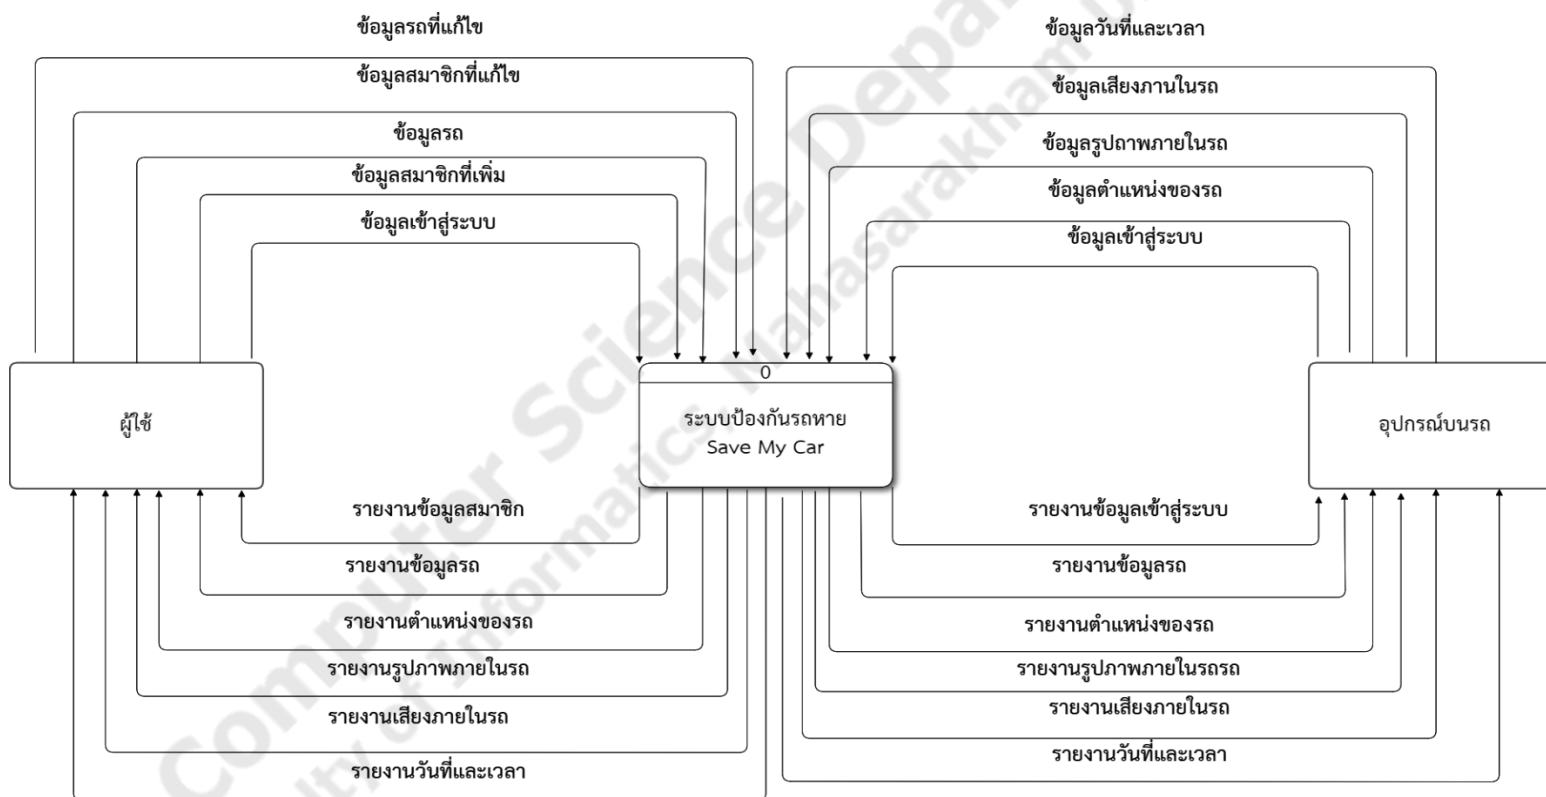 ข้อมูลรถที่แก้ไข
ข้อมูลสมาชิกที่แก้ไข
ข้อมูลรถ
ข้อมูลสมาชิกที่เพิ่ม
ข้อมูลเข้าสู่ระบบ
ข้อมูลวันที่และเวลา
ข้อมูลเสียงภานในรถ
ข้อมูลรูปถาพภายในรถ
ข้อมูลตำแหน่งของรถ
ข้อมูลเข้าสู่ระบบ
ผู้ใช้
0
ระบบป้องกันรถหาย
Save My Car
อุปกรณ์บนรถ
รายงานข้อมูลสมาชิก
รายงานข้อมูลรถ
รายงานตำแหน่งของรถ
รายงานรูปภาพภายในรถ
รายงานเสียงภายในรถ
รายงานวันที่และเวลา
รายงานข้อมูลเข้าสู่ระบบ
รายงานข้อมูลรถ
รายงานตำแหน่งของรถ
รายงานรูปภาพภายในรถรถ
รายงานเสียงภายในรถ
รายงานวันที่และเวลา
Computer Science Depa
lty of Informatics, Mahasarakham U